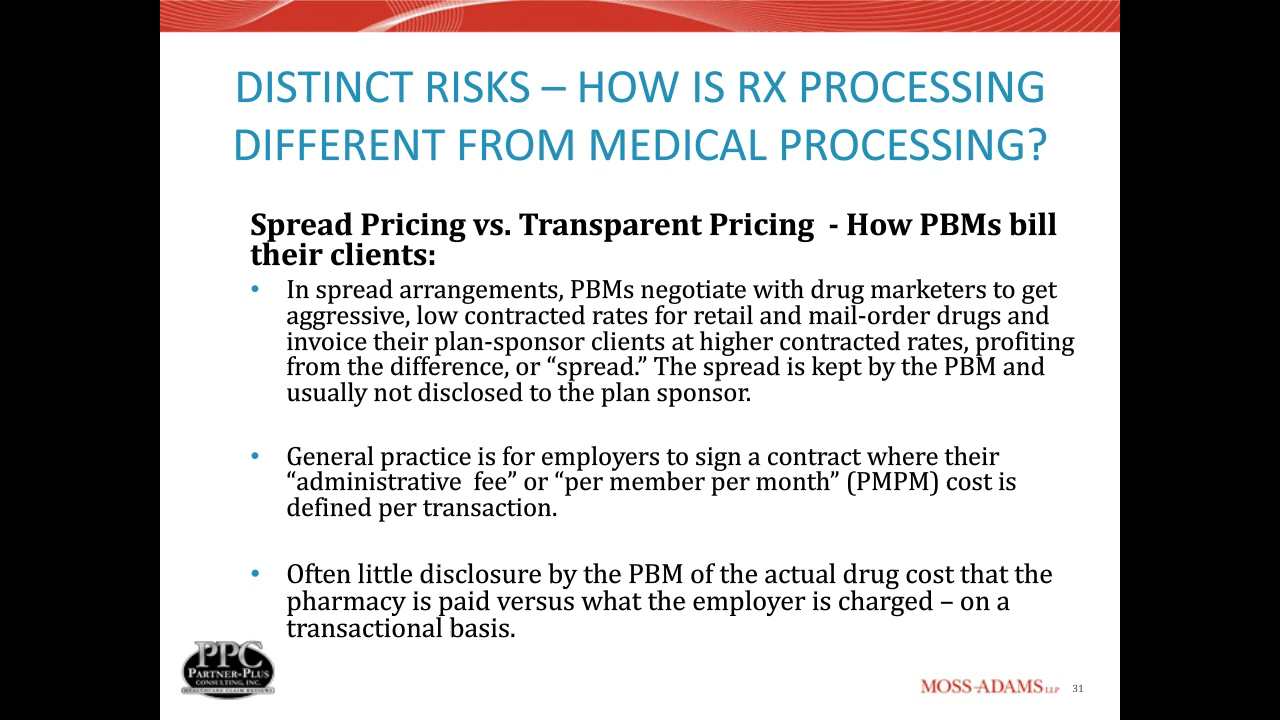 DISTINCT RISKS – HOW IS RX PROCESSING
DIFFERENT FROM MEDICAL PROCESSING?
Spread Pricing vs. Transparent Pricing  - How PBMs bill
their clients:
• In spread arrangements, PBMs negotiate with drug marketers to get
aggressive, low contracted rates for retail and mail-order drugs and
invoice their plan-sponsor clients at higher contracted rates, profiting
from the difference, or “spread.” The spread is kept by the PBM and
usually not disclosed to the plan sponsor.
• General practice is for employers to sign a contract where their
“administrative  fee” or “per member per month” (PMPM) cost is
defined per transaction.
• Often little disclosure by the PBM of the actual drug cost that the
pharmacy is paid versus what the employer is charged – on a
transactional basis.
PPC
PARTNER-PLUS
CONSULTING, INC.
HEALTHCARE CLAIM REVIEWS
MOSS-ADAMS LLP
31